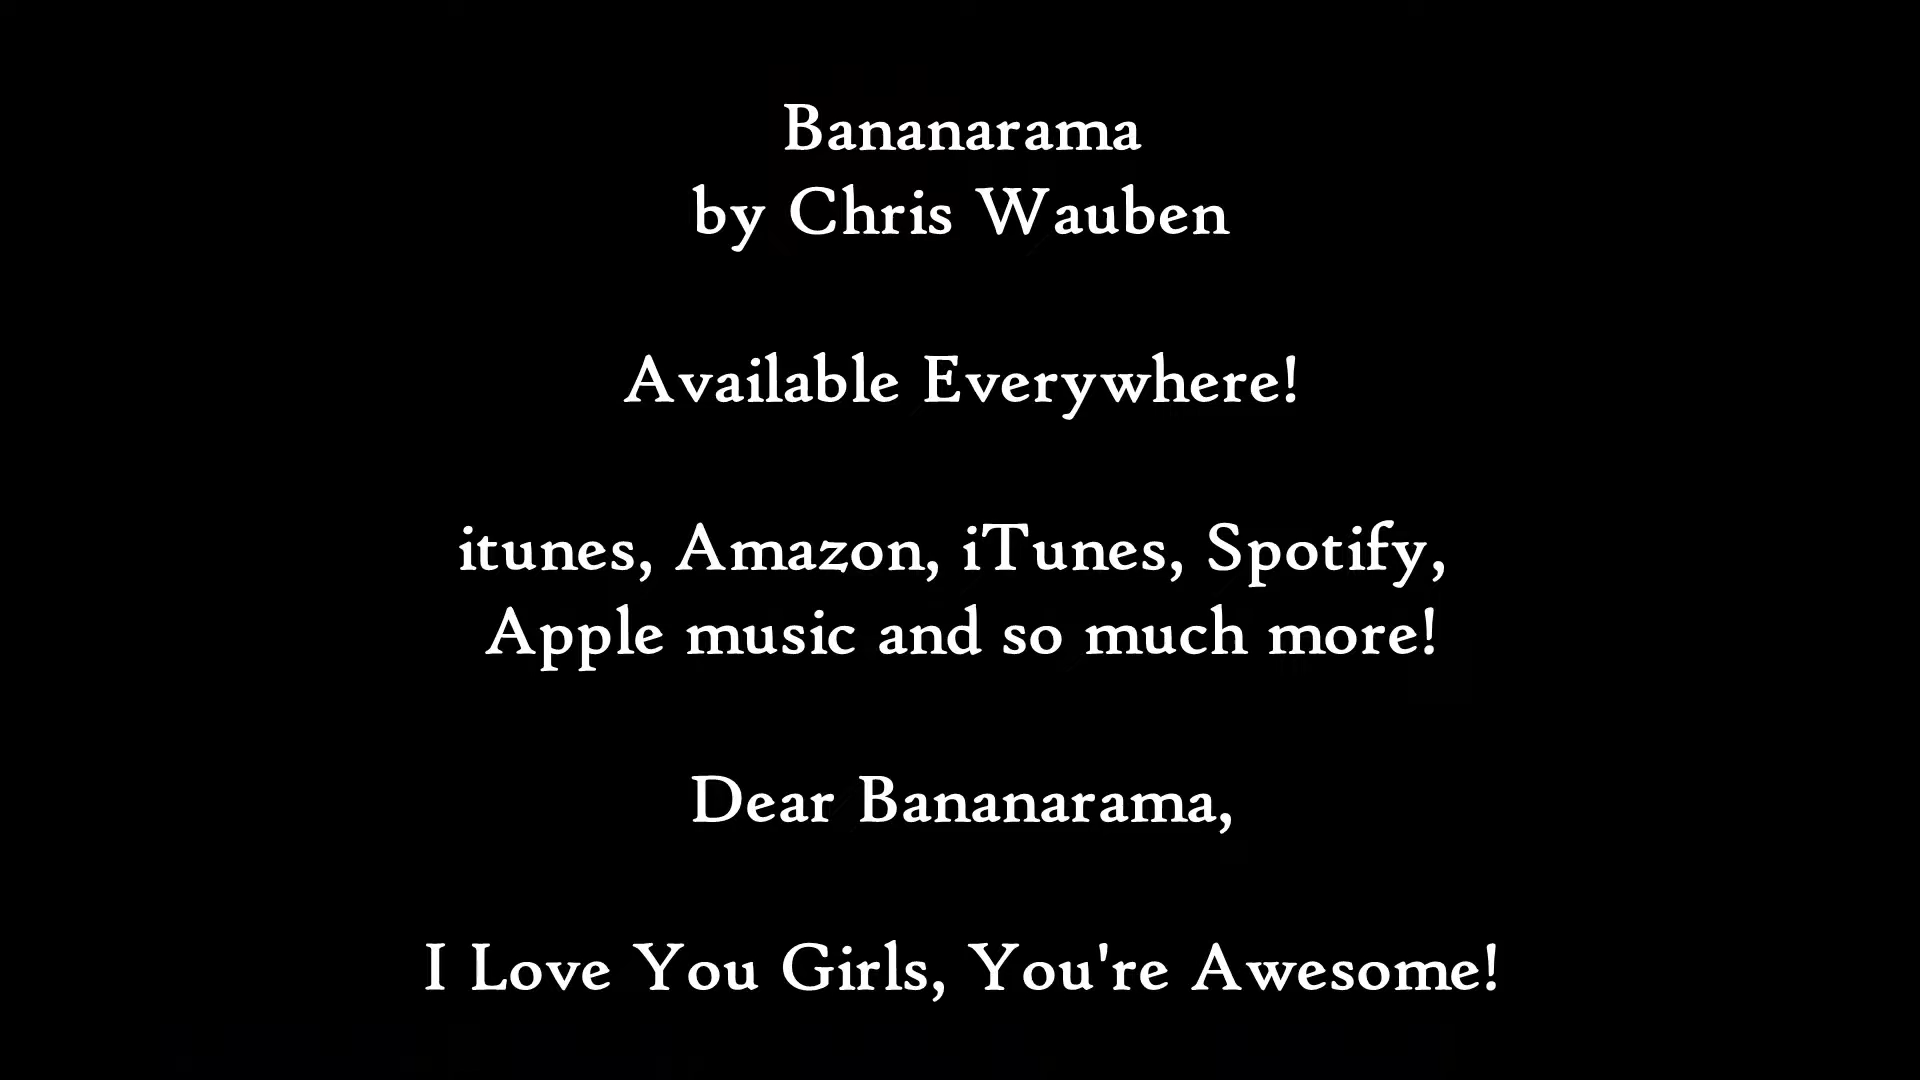 Bananarama
by Chris Wauben
Available Everywhere!
itunes, Amazon, iTunes, Spotify,
Apple music and so much more!
Dear Bananarama,
I Love You Girls, You're Awesome!